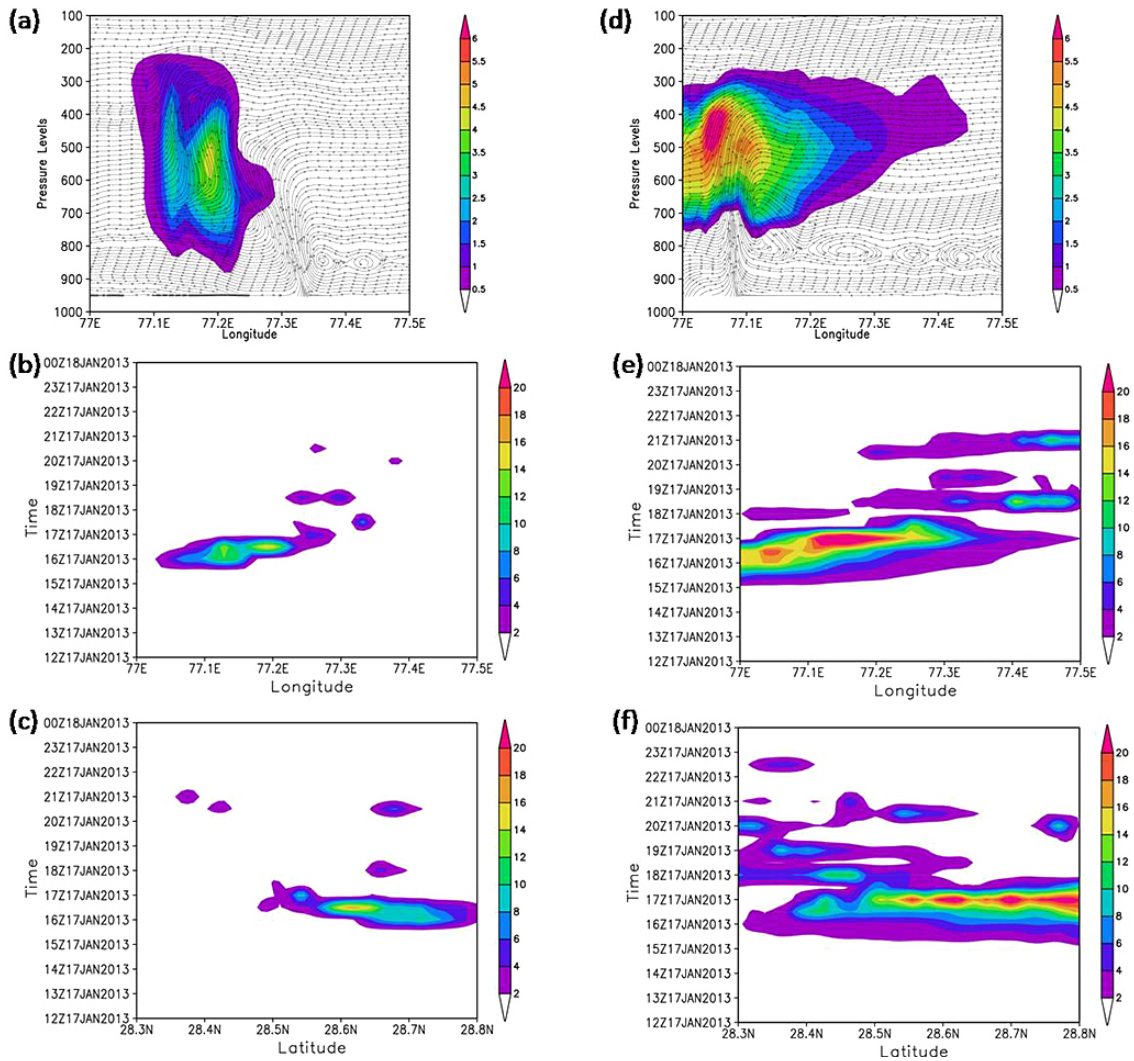 (a)
100
200
300
400
500
600
700
800
900
1000
Pressure Levels
77E 77.1E 77.2E 77.3E 77.4E 77.5E
Longitude
6
5.5
5
4.5
4
3.5
3
2.5
2
1.5
1
0.5
(d)
100
200
300
400
500
600
700
800
900
1000
Pressure Levels
77E 77.1E 77.2E 77.3E 77.4E 77.5E
Longitude
6
5.5
5
4.5
4
3.5
3
2.5
2
1.5
1
0.5
(b)
00Z18JAN2013
23Z17JAN2013
22Z17JAN2013
21Z17JAN2013
20Z17JAN2013
19Z17JAN2013
18Z17JAN2013
17Z17JAN2013
16Z17JAN2013
15Z17JAN2013
14Z17JAN2013
13Z17JAN2013
12Z17JAN2013
Time
77E 77.1E 77.2E 77.3E 77.4E 77.5E
Longitude
20
18
16
14
12
10
8
6
4
2
(e)
00Z18JAN2013
23Z17JAN2013
22Z17JAN2013
21Z17JAN2013
20Z17JAN2013
19Z17JAN2013
18Z17JAN2013
17Z17JAN2013
16Z17JAN2013
15Z17JAN2013
14Z17JAN2013
13Z17JAN2013
12Z17JAN2013
Time
77E 77.1E 77.2E 77.3E 77.4E 77.5E
Longitude
20
18
16
14
12
10
8
6
4
2
(c)
00Z18JAN2013
23Z17JAN2013
22Z17JAN2013
21Z17JAN2013
20Z17JAN2013
19Z17JAN2013
18Z17JAN2013
17Z17JAN2013
16Z17JAN2013
15Z17JAN2013
14Z17JAN2013
13Z17JAN2013
12Z17JAN2013
Time
28.3N 28.4N 28.5N 28.6N 28.7N 28.8N
Latitude
20
18
16
14
12
10
8
6
4
2
(f)
00Z18JAN2013
23Z17JAN2013
22Z17JAN2013
21Z17JAN2013
20Z17JAN2013
19Z17JAN2013
18Z17JAN2013
17Z17JAN2013
16Z17JAN2013
15Z17JAN2013
14Z17JAN2013
13Z17JAN2013
12Z17JAN2013
Time
28.3N 28.4N 28.5N 28.6N 28.7N 28.8N
Latitude
20
18
16
14
12
10
8
6
4
2